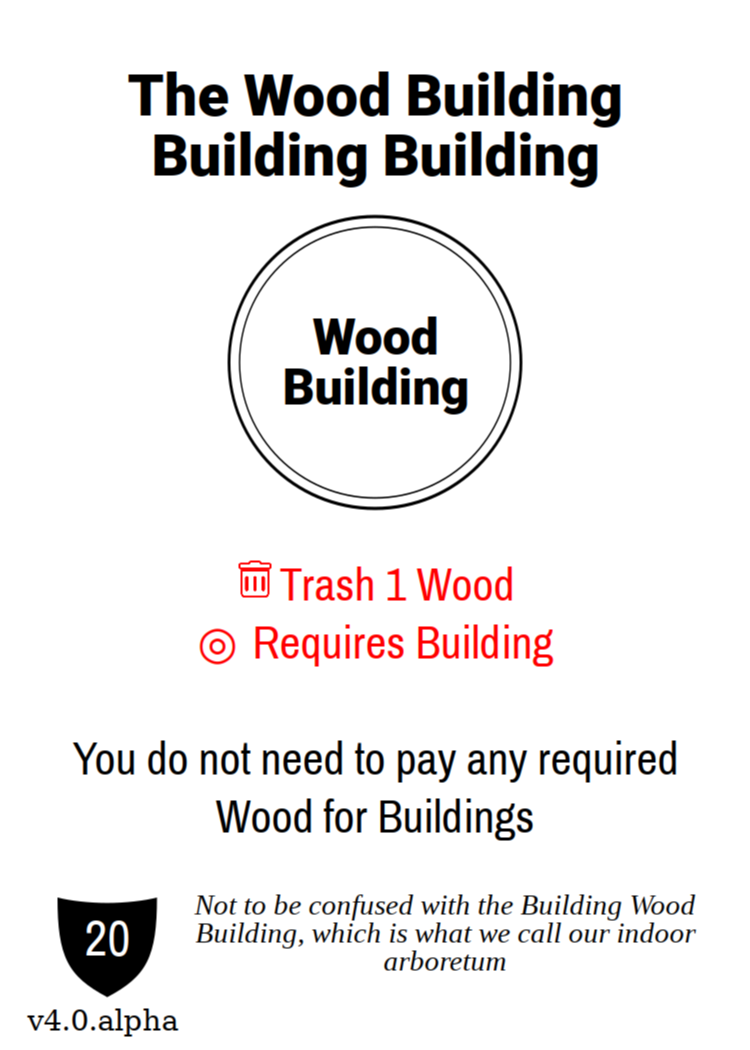 The Wood Building
Building Building
Wood
Building
Trash 1 Wood
Requires Building
You do not need to pay any required
Wood for Buildings
20
Not to be confused with the Building Wood
Building, which is what we call our indoor
arboretum
v4.0.alpha